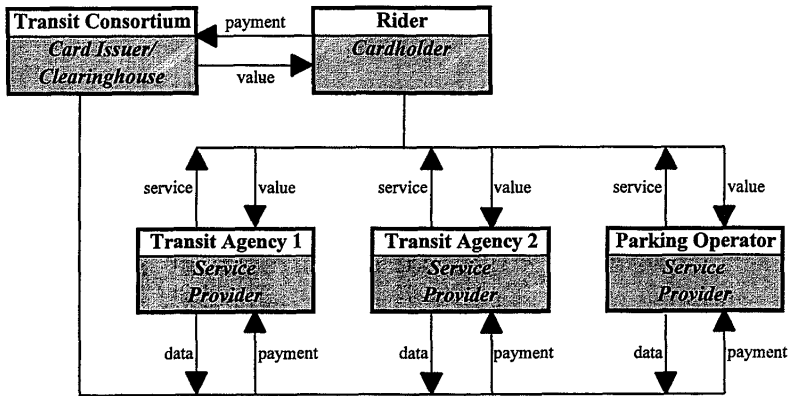 Transit Consortium
Card Issuer/
Clearinghouse
payment
value
Rider
Cardholder
service
value
service
value
service
value
Transit Agency 1
Service
Provider
Transit Agency 2
Service
Provider
Parking Operator
Service
Provider
data
payment
data
payment
data
payment